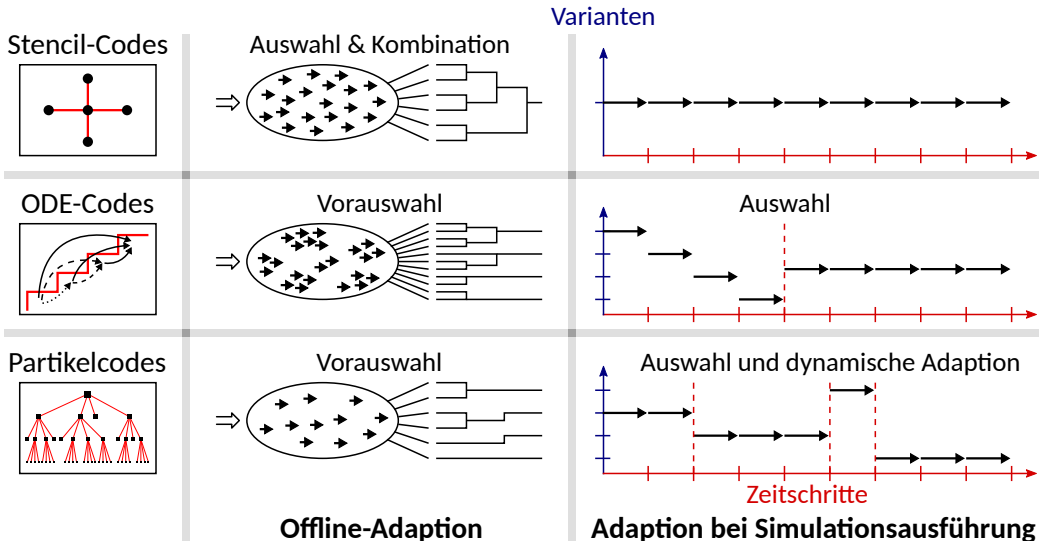 Varianten
Stencil-Codes
Auswahl & Kombination
ODE-Codes
Vorauswahl
Auswahl
Partikelcodes
Vorauswahl
Auswahl und dynamische Adaption
Zeitschritte
Offline-Adaption
Adaption bei Simulationsausführung